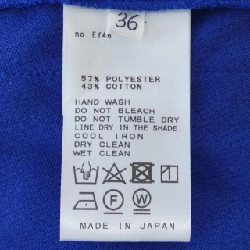 36
57% POLYESTER
43% COTTON
HAND WASH
DO NOT BLEACH
DO NOT TUMBLE DRY
LINE DRY IN THE SHADE
COOL IRON
DRY CLEAN
WET CLEAN
F W
MADE IN JAPAN